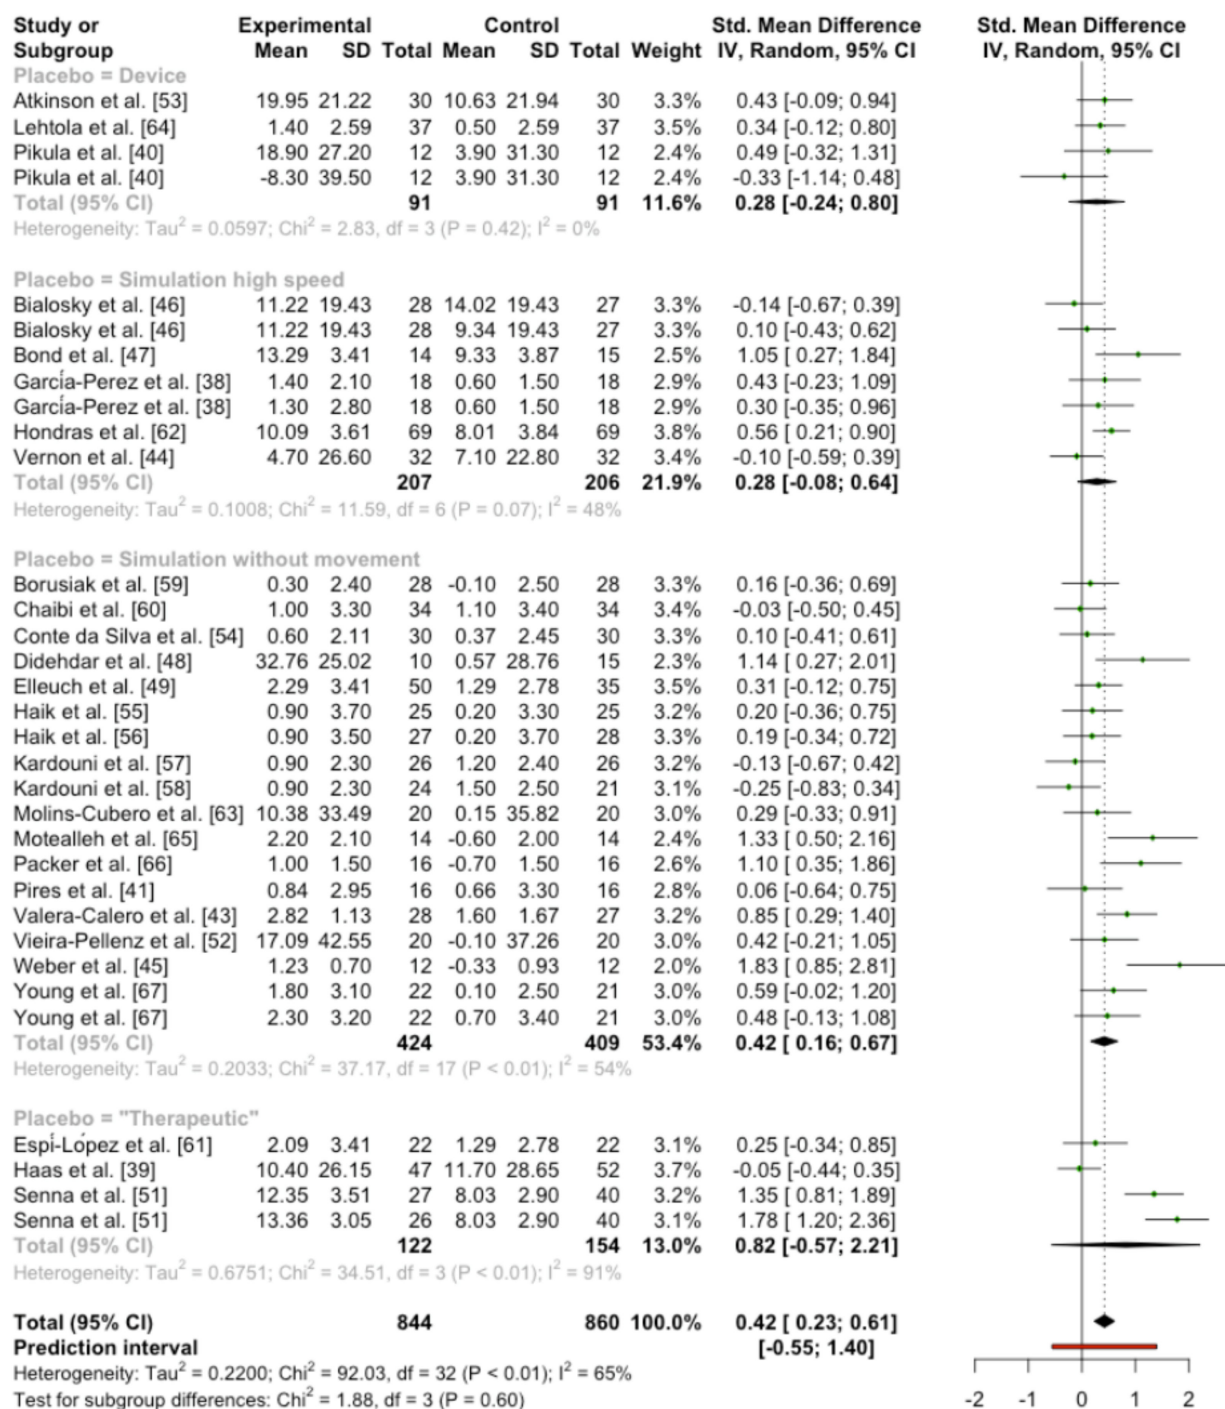 Study or Experimental Control Std. Mean Difference Std. Mean Difference
Subgroup Mean SD Total Mean SD Total Weight IV, Random, 95% CI IV, Random, 95% CI
Placebo = Device
Atkinson et al. [53] 19.95 21.22 30 10.63 21.94 30 3.3% 0.43 [-0.09; 0.94]
Lehtola et al. [64] 1.40 2.59 37 0.50 2.59 37 3.5% 0.34 [-0.12; 0.80]
Pikula et al. [40] 18.90 27.20 12 3.90 31.30 12 2.4% 0.49 [-0.32; 1.31]
Pikula et al. [40] -8.30 39.50 12 3.90 31.30 12 2.4% -0.33 [-1.14; 0.48]
Total (95% CI) 91 91 11.6% 0.28 [-0.24; 0.80]
Heterogeneity: Tau² = 0.0597; Chi² = 2.83, df = 3 (P = 0.42); I² = 0%
Placebo = Simulation high speed
Bialosky et al. [46] 11.22 19.43 28 14.02 19.43 27 3.3% -0.14 [-0.67; 0.39]
Bialosky et al. [46] 11.22 19.43 28 9.34 19.43 27 3.3% 0.10 [-0.43; 0.62]
Bond et al. [47] 13.29 3.41 14 9.33 3.87 15 2.5% 1.05 [ 0.27; 1.84]
García-Perez et al. [38] 1.40 2.10 18 0.60 1.50 18 2.9% 0.43 [-0.23; 1.09]
García-Perez et al. [38] 1.30 2.80 18 0.60 1.50 18 2.9% 0.30 [-0.35; 0.96]
Hondras et al. [62] 10.09 3.61 69 8.01 3.84 69 3.8% 0.56 [ 0.21; 0.90]
Vernon et al. [44] 4.70 26.60 32 7.10 22.80 32 3.4% -0.10 [-0.59; 0.39]
Total (95% CI) 207 206 21.9% 0.28 [-0.08; 0.64]
Heterogeneity: Tau² = 0.1008; Chi² = 11.59, df = 6 (P = 0.07); I² = 48%
Placebo = Simulation without movement
Borusiak et al. [59] 0.30 2.40 28 -0.10 2.50 28 3.3% 0.16 [-0.36; 0.69]
Chaibi et al. [60] 1.00 3.30 34 1.10 3.40 34 3.4% -0.03 [-0.50; 0.45]
Conte da Silva et al. [54] 0.60 2.11 30 0.37 2.45 30 3.3% 0.10 [-0.41; 0.61]
Didehdar et al. [48] 32.76 25.02 10 0.57 28.76 15 2.3% 1.14 [ 0.27; 2.01]
Elleuch et al. [49] 2.29 3.41 50 1.29 2.78 35 3.5% 0.31 [-0.12; 0.75]
Haik et al. [55] 0.90 3.70 25 0.20 3.30 25 3.2% 0.20 [-0.36; 0.75]
Haik et al. [56] 0.90 3.50 27 0.20 3.70 28 3.3% 0.19 [-0.34; 0.72]
Kardouni et al. [57] 0.90 2.30 26 1.20 2.40 26 3.2% -0.13 [-0.67; 0.42]
Kardouni et al. [58] 0.90 2.30 24 1.50 2.50 21 3.1% -0.25 [-0.83; 0.34]
Molins-Cubero et al. [63] 10.38 33.49 20 0.15 35.82 20 3.0% 0.29 [-0.33; 0.91]
Motealleh et al. [65] 2.20 2.10 14 -0.60 2.00 14 2.4% 1.33 [ 0.50; 2.16]
Packer et al. [66] 1.00 1.50 16 -0.70 1.50 16 2.6% 1.10 [ 0.35; 1.86]
Pires et al. [41] 0.84 2.95 16 0.66 3.30 16 2.8% 0.06 [-0.64; 0.75]
Valera-Calero et al. [43] 2.82 1.13 28 1.60 1.67 27 3.2% 0.85 [ 0.29; 1.40]
Vieira-Pellenz et al. [52] 17.09 42.55 20 -0.10 37.26 20 3.0% 0.42 [-0.21; 1.05]
Weber et al. [45] 1.23 0.70 12 -0.33 0.93 12 2.0% 1.83 [ 0.85; 2.81]
Young et al. [67] 1.80 3.10 22 0.10 2.50 21 3.0% 0.59 [-0.02; 1.20]
Young et al. [67] 2.30 3.20 22 0.70 3.40 21 3.0% 0.48 [-0.13; 1.08]
Total (95% CI) 424 409 53.4% 0.42 [ 0.16; 0.67]
Heterogeneity: Tau² = 0.2033; Chi² = 37.17, df = 17 (P < 0.01); I² = 54%
Placebo = "Therapeutic"
Espí-López et al. [61] 2.09 3.41 22 1.29 2.78 22 3.1% 0.25 [-0.34; 0.85]
Haas et al. [39] 10.40 26.15 47 11.70 28.65 52 3.7% -0.05 [-0.44; 0.35]
Senna et al. [51] 12.35 3.51 27 8.03 2.90 40 3.2% 1.35 [ 0.81; 1.89]
Senna et al. [51] 13.36 3.05 26 8.03 2.90 40 3.1% 1.78 [ 1.20; 2.36]
Total (95% CI) 122 154 13.0% 0.82 [-0.57; 2.21]
Heterogeneity: Tau² = 0.6751; Chi² = 34.51, df = 3 (P < 0.01); I² = 91%
Total (95% CI) 844 860 100.0% 0.42 [ 0.23; 0.61]
Prediction interval [-0.55; 1.40]
Heterogeneity: Tau² = 0.2200; Chi² = 92.03, df = 32 (P < 0.01); I² = 65%
Test for subgroup differences: Chi² = 1.88, df = 3 (P = 0.60)
-2 -1 0 1 2